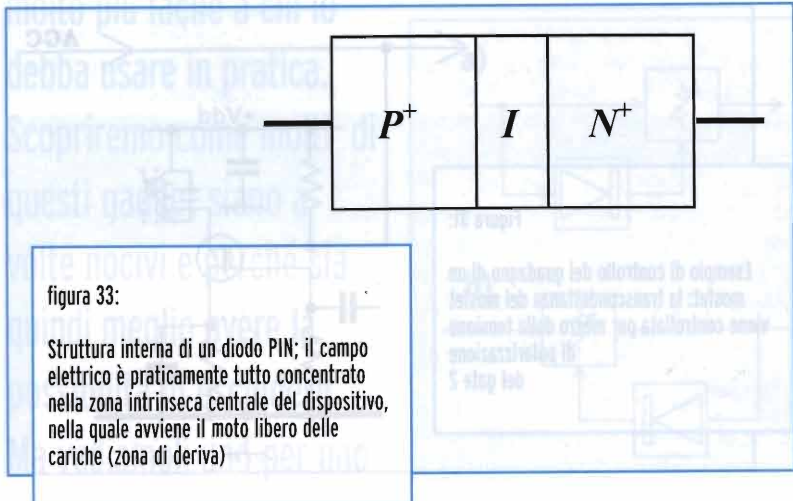 P+ I N+
figura 33:
Struttura interna di un diodo PIN; il campo
elettrico è praticamente tutto concentrato
nella zona intrinseca centrale del dispositivo,
nella quale avviene il moto libero delle
cariche (zona di deriva)
molto più facile a chi lo
debba usare in pratica.
Scopriremo come molti di
questi
volte nocivi e
quindi meglio avere la
per uno
AGC
+Vdd
Figura 31:
Esempio di controllo del guadagno di un
mosfet: la transconduttanza del mosfet
viene controllata per mezzo della tensione
di polarizzazione
del gate 2